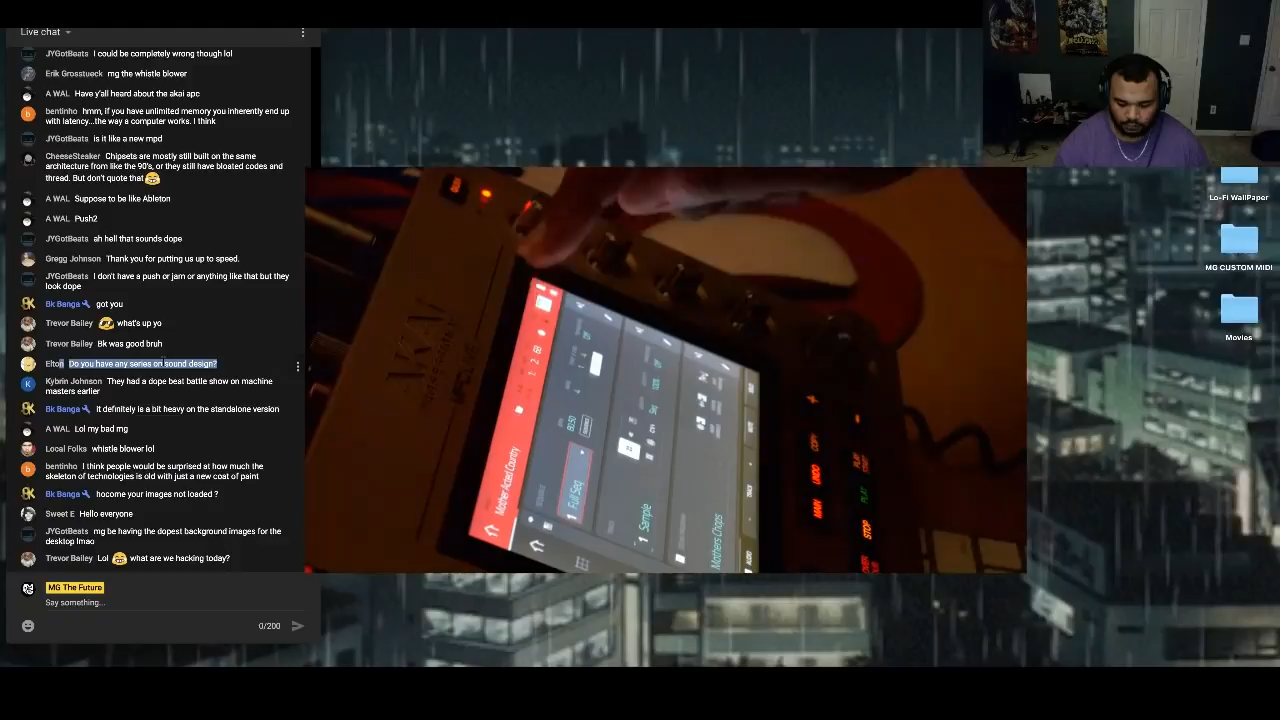 Live chat
JYGotBeats I could be completely wrong though lol
Erik Grosstueck mg the whistle blower
A WAL Have y'all heard about the akai apc
bentinho hmm, if you have unlimited memory you inherently end up
with latency...the way a computer works. I think
JYGotBeats is it like a new mpd
CheeseSteaker Chipsets are mostly still built on the same
architecture from like the 90's, or they still have bloated codes and
thread. But don't quote that
A WAL Suppose to be like Ableton
A WAL Push2
JYGotBeats ah hell that sounds dope
Gregg Johnson Thank you for putting us up to speed.
JYGotBeats I don't have a push or jam or anything like that but they
look dope
Bk Banga got you
Trevor Bailey what's up yo
Trevor Bailey Bk was good bruh
Elton Do you have any series on sound design?
Kybrin Johnson They had a dope beat battle show on machine
masters earlier
Bk Banga It definitely is a bit heavy on the standalone version
A WAL Lol my bad mg
Local Folks whistle blower lol
bentinho I think people would be surprised at how much the
skeleton of technologies is old with just a new coat of paint
Bk Banga hocome your images not loaded ?
Sweet E Hello everyone
JYGotBeats mg be having the dopest background images for the
desktop lmao
Trevor Bailey Lol what are we hacking today?
MG The Future
Say something...
0/200
Mother Acted Country
1 Full Seq
1 Sample
Mothers Chops
MAIN
UNDO
COPY
STOP
PLAY
PLAY START
Lo-Fi WallPaper
MG CUSTOM MIDI
Movies